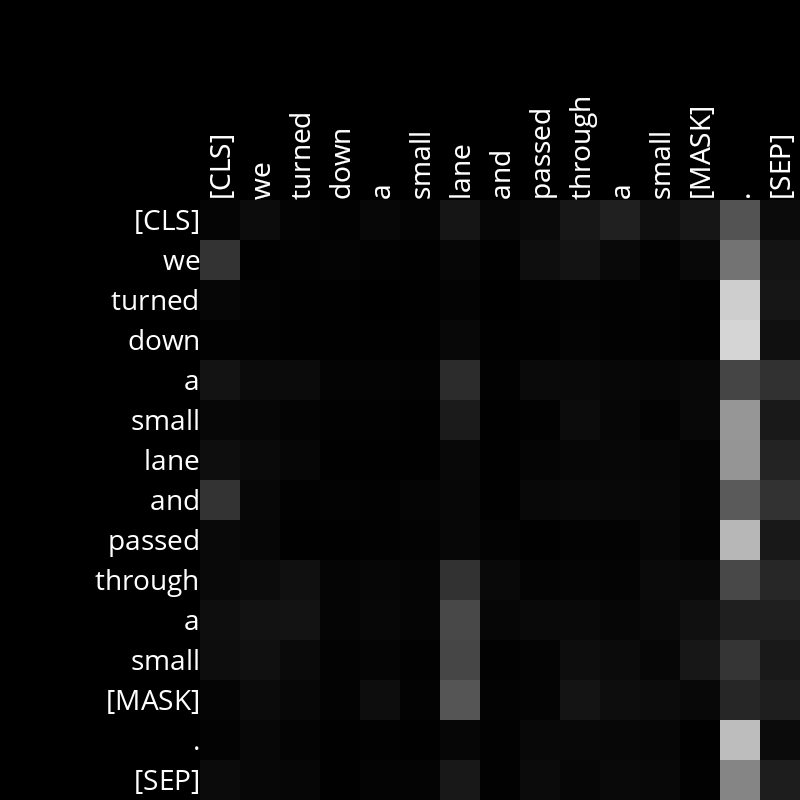 [CLS] we turned down a small lane and passed through a small [MASK] . [SEP]
[CLS]
we
turned
down
a
small
lane
and
passed
through
a
small
[MASK]
.
[SEP]